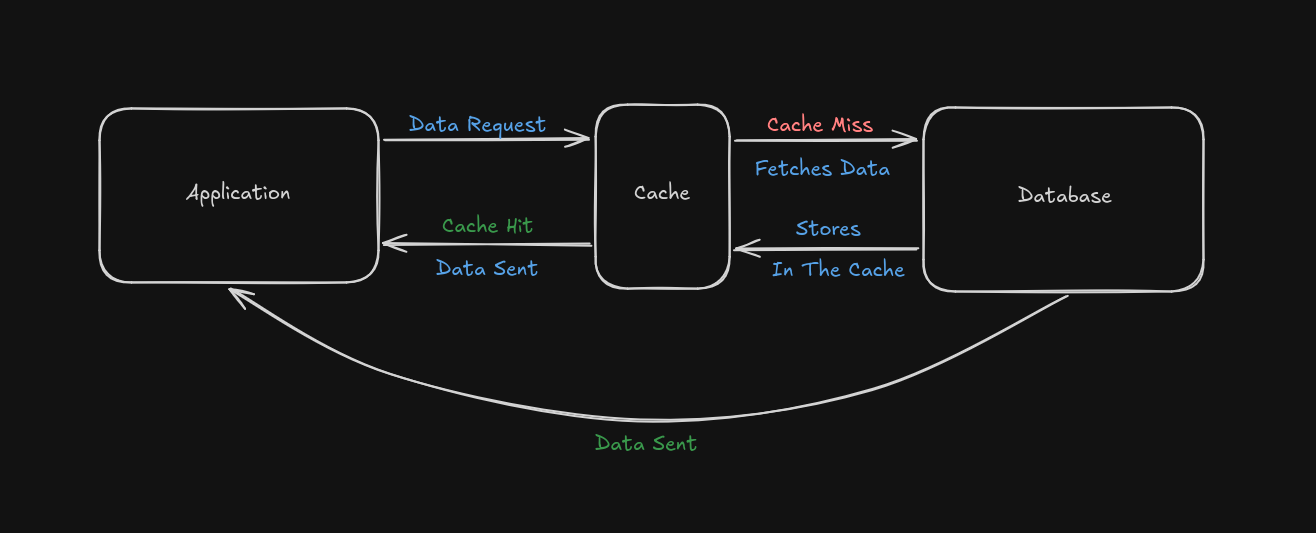 Data Request
Cache Miss
Fetches Data
Application
Cache
Database
Cache Hit
Stores
Data Sent
In The Cache
Data Sent